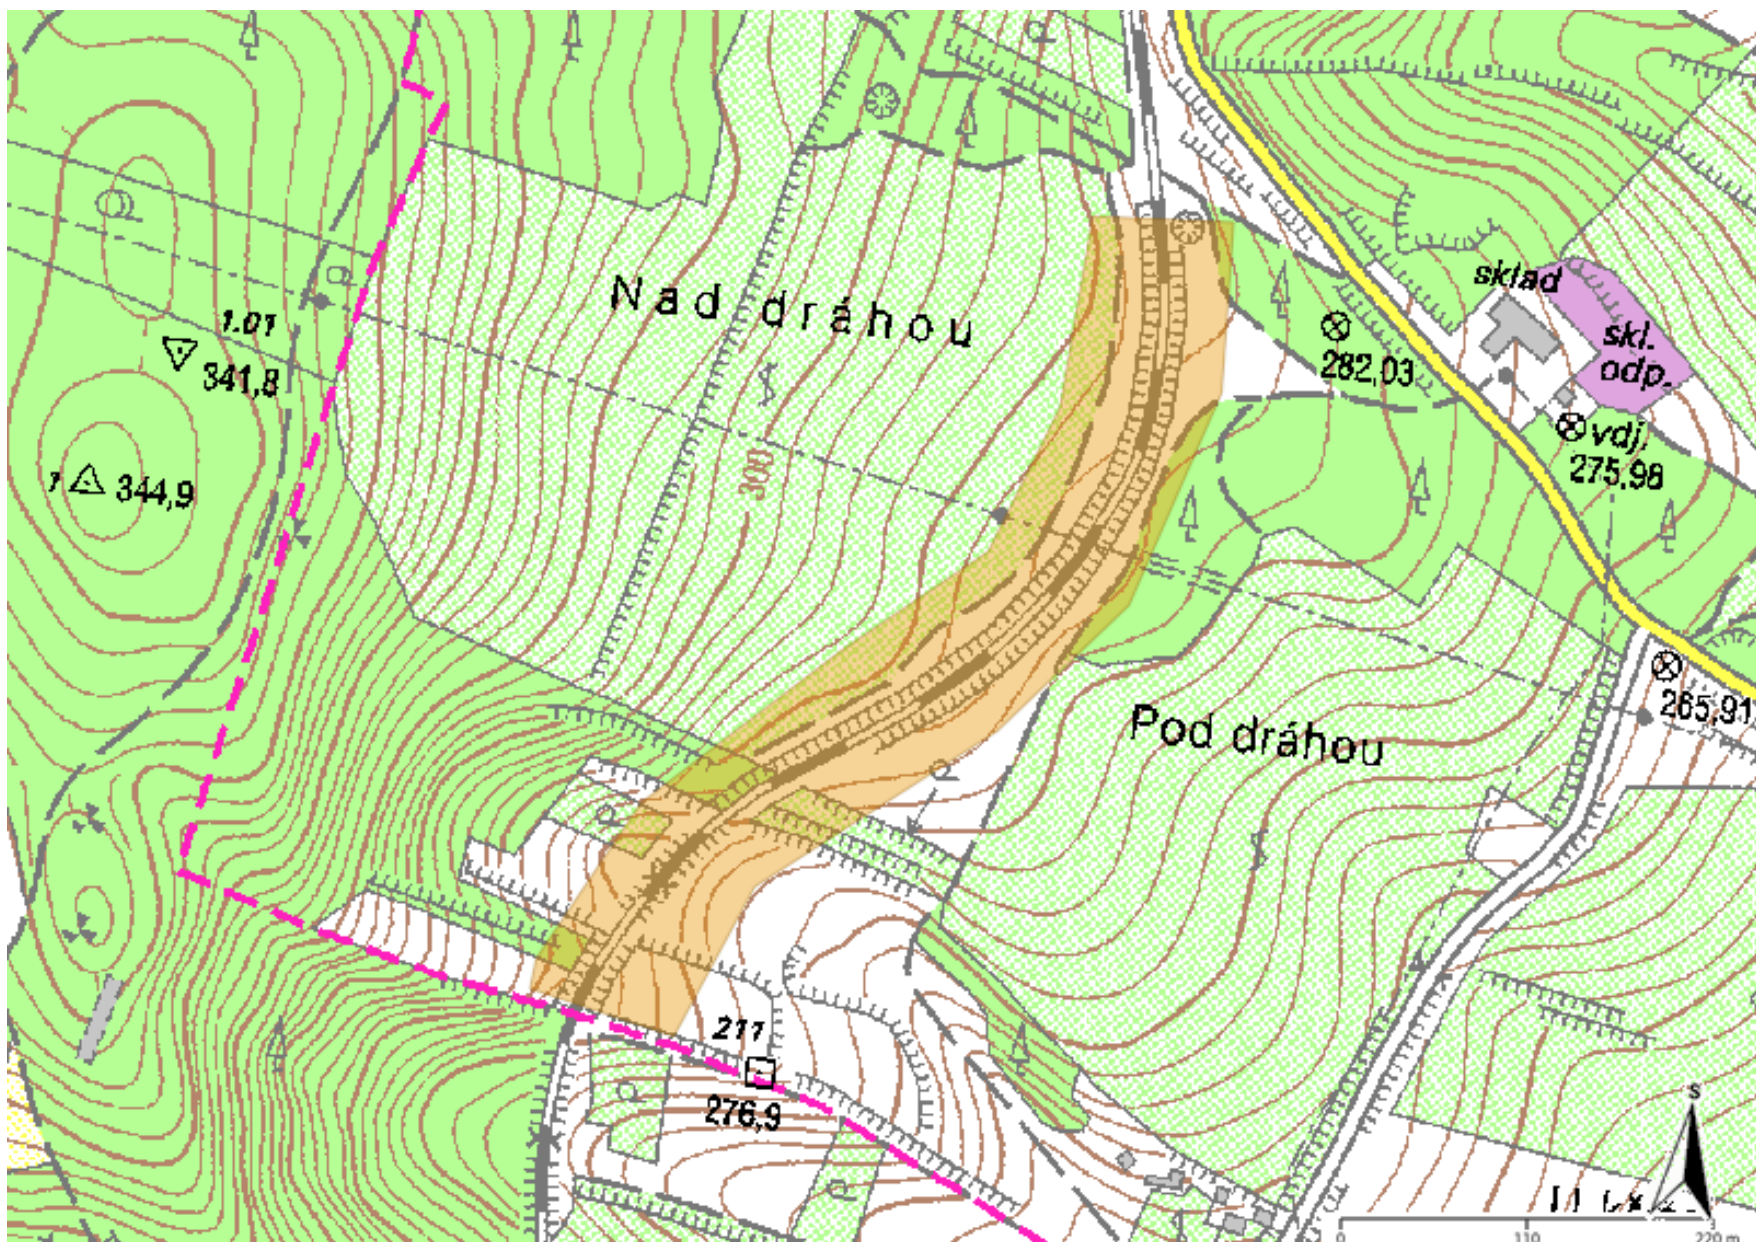 sklad
Nad dráhou
1.01
341,8
282,03
skl.
odp.
vdj.
275,98
300
1
344,9
265,91
Pod dráhou
211
276,9
S
0 110 220 m